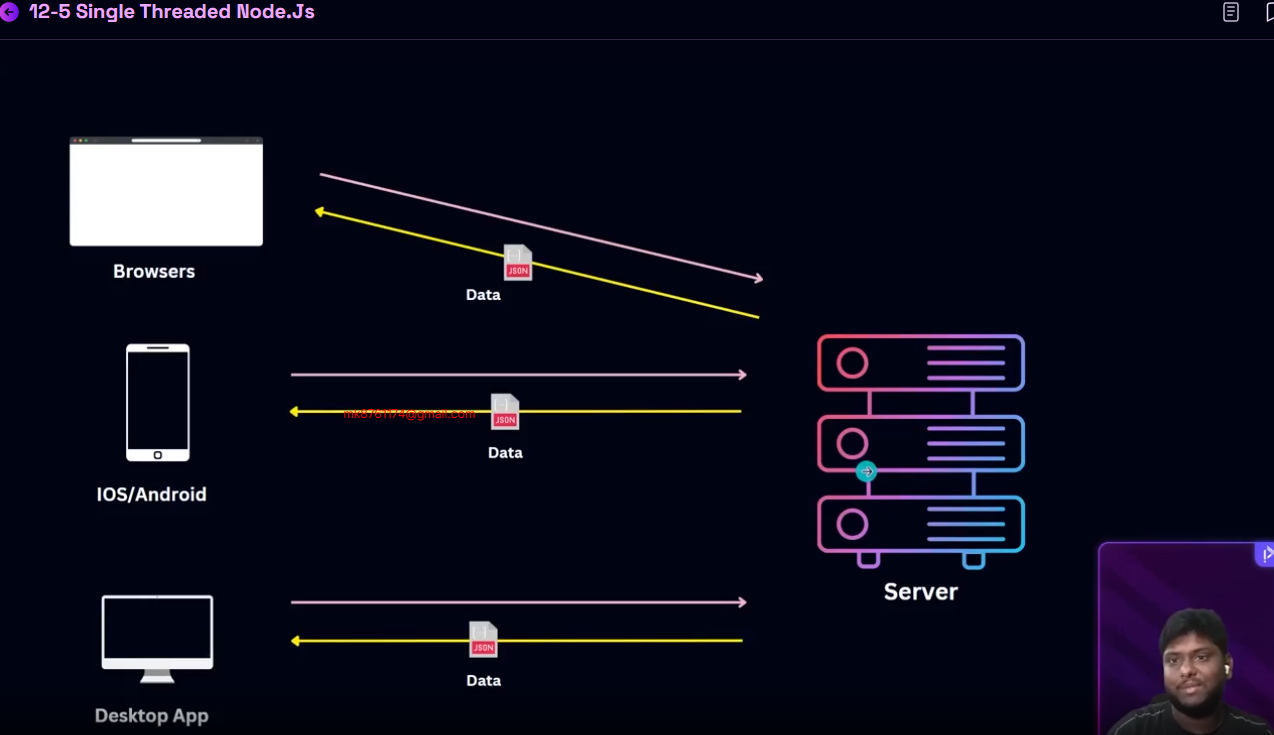 12-5 Single Threaded Node.Js
Browsers
JSON
Data
mk8761174@gmail.com
JSON
Data
IOS/Android
Server
JSON
Data
Desktop App